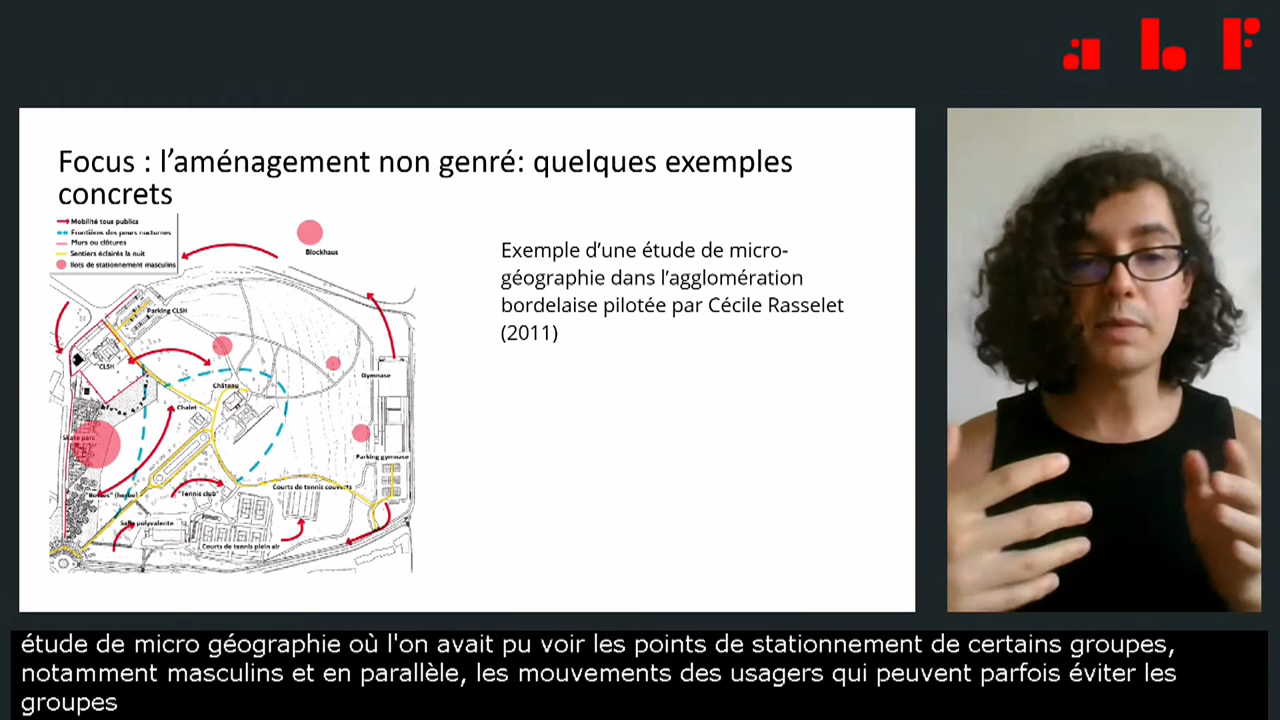 abF
Focus : l’aménagement non genré: quelques exemples
concrets
Mobilité tous publics
Frontières des peurs nocturnes
Murs ou clôtures
Sentiers éclairés la nuit
Ilots de stationnement masculins
Blockhaus
Exemple d’une étude de micro-
géographie dans l’agglomération
bordelaise pilotée par Cécile Rasselet
(2011)
Parking CLSH
CLSH
Château
Gymnase
Chalet
Skate parc
Parking gymnase
"Tennis club"
Courts de tennis couverts
Salle polyvalente
Courts de tennis plein air
étude de micro géographie où l'on avait pu voir les points de stationnement de certains groupes,
notamment masculins et en parallèle, les mouvements des usagers qui peuvent parfois éviter les
groupes